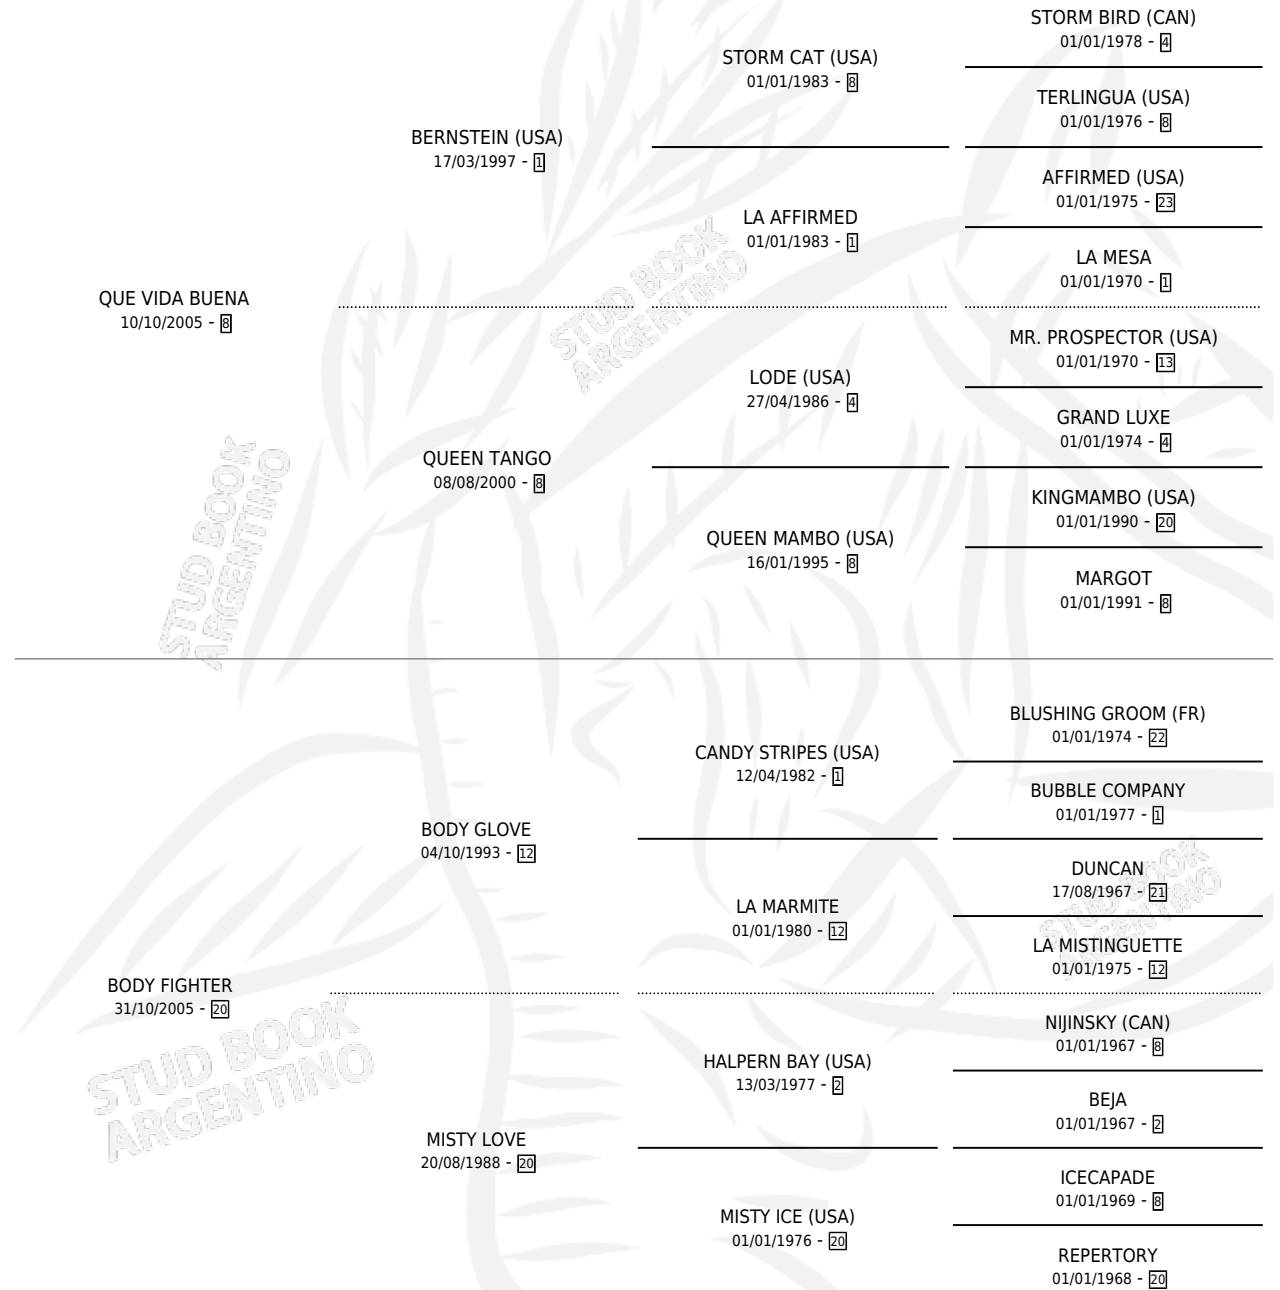 STORM BIRD (CAN)
01/01/1978 - 4
STORM CAT (USA)
01/01/1983 - 8
TERLINGUA (USA)
01/01/1976 - 8
BERNSTEIN (USA)
17/03/1997 - 1
AFFIRMED (USA)
01/01/1975 - 23
LA AFFIRMED
01/01/1983 - 1
LA MESA
01/01/1970 - 1
QUE VIDA BUENA
10/10/2005 - 8
MR. PROSPECTOR (USA)
01/01/1970 - 13
LODE (USA)
27/04/1986 - 4
GRAND LUXE
01/01/1974 - 4
QUEEN TANGO
08/08/2000 - 8
KINGMAMBO (USA)
01/01/1990 - 20
QUEEN MAMBO (USA)
16/01/1995 - 8
MARGOT
01/01/1991 - 8
STUD BOOK
ARGENTINO
STUD BOOK
ARGENTINO
BLUSHING GROOM (FR)
01/01/1974 - 22
CANDY STRIPES (USA)
12/04/1982 - 1
BUBBLE COMPANY
01/01/1977 - 1
BODY GLOVE
04/10/1993 - 12
DUNCAN
17/08/1967 - 21
LA MARMITE
01/01/1980 - 12
LA MISTINGUETTE
01/01/1975 - 12
BODY FIGHTER
31/10/2005 - 20
NIJINSKY (CAN)
01/01/1967 - 8
HALPERN BAY (USA)
13/03/1977 - 2
BEJA
01/01/1967 - 2
MISTY LOVE
20/08/1988 - 20
ICECAPADE
01/01/1969 - 8
MISTY ICE (USA)
01/01/1976 - 20
REPERTORY
01/01/1968 - 20
STUD BOOK
ARGENTINO
STUD BOOK
ARGENTINO